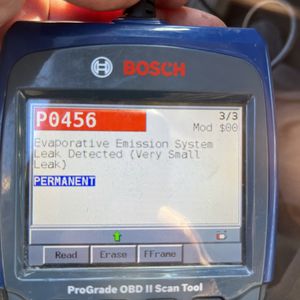 BOSCH
P0456
3/3
Mod $00
Evaporative Emission System
Leak Detected (Very Small
Leak)
PERMANENT
Read Erase FFrame
ProGrade OBD II Scan Tool